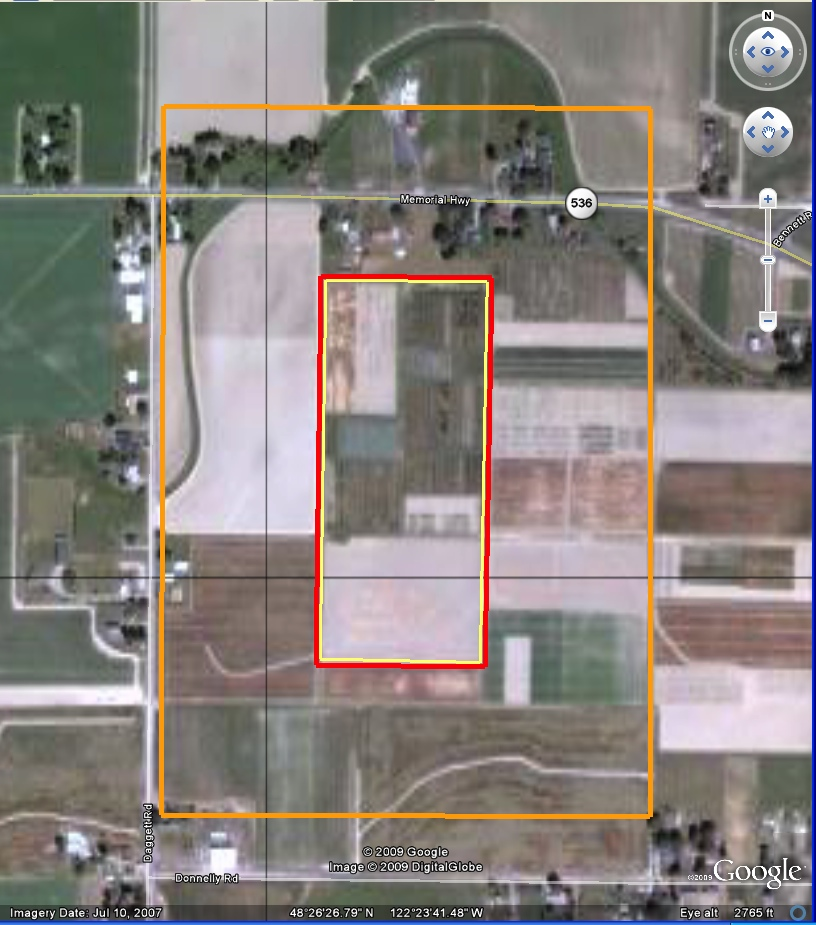 N
Memorial Hwy
536
Bennett R
Daggett Rd
© 2009 Google
Image © 2009 DigitalGlobe
©2009 Google
Donnelly Rd
Imagery Date: Jul 10, 2007 48°26'26.79" N 122°23'41.48" W Eye alt 2765 ft